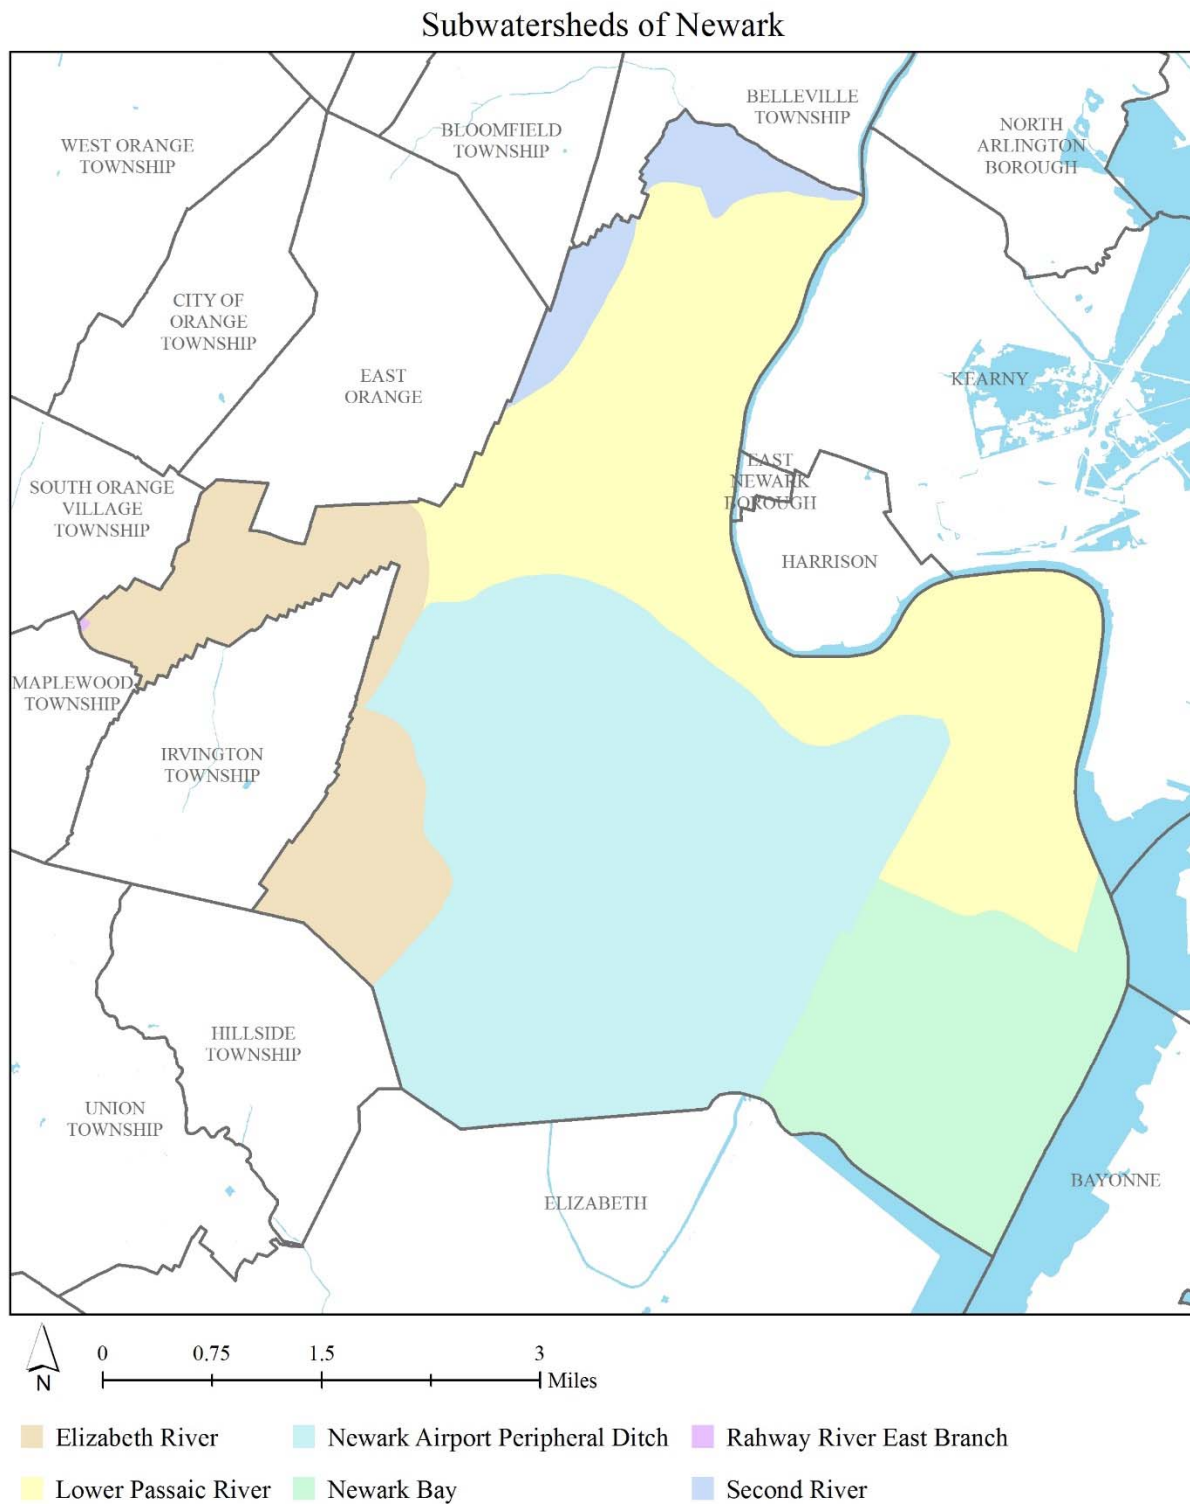 Subwatersheds of Newark
BELLEVILLE
TOWNSHIP
BLOOMFIELD
TOWNSHIP
NORTH
ARLINGTON
BOROUGH
WEST ORANGE
TOWNSHIP
CITY OF
ORANGE
TOWNSHIP
EAST
ORANGE
KEARNY
EAST
NEWARK
BOROUGH
SOUTH ORANGE
VILLAGE
TOWNSHIP
HARRISON
MAPLEWOOD
TOWNSHIP
IRVINGTON
TOWNSHIP
HILLSIDE
TOWNSHIP
UNION
TOWNSHIP
ELIZABETH
BAYONNE
N
0 0.75 1.5 3
Miles
Elizabeth River Newark Airport Peripheral Ditch Rahway River East Branch
Lower Passaic River Newark Bay Second River